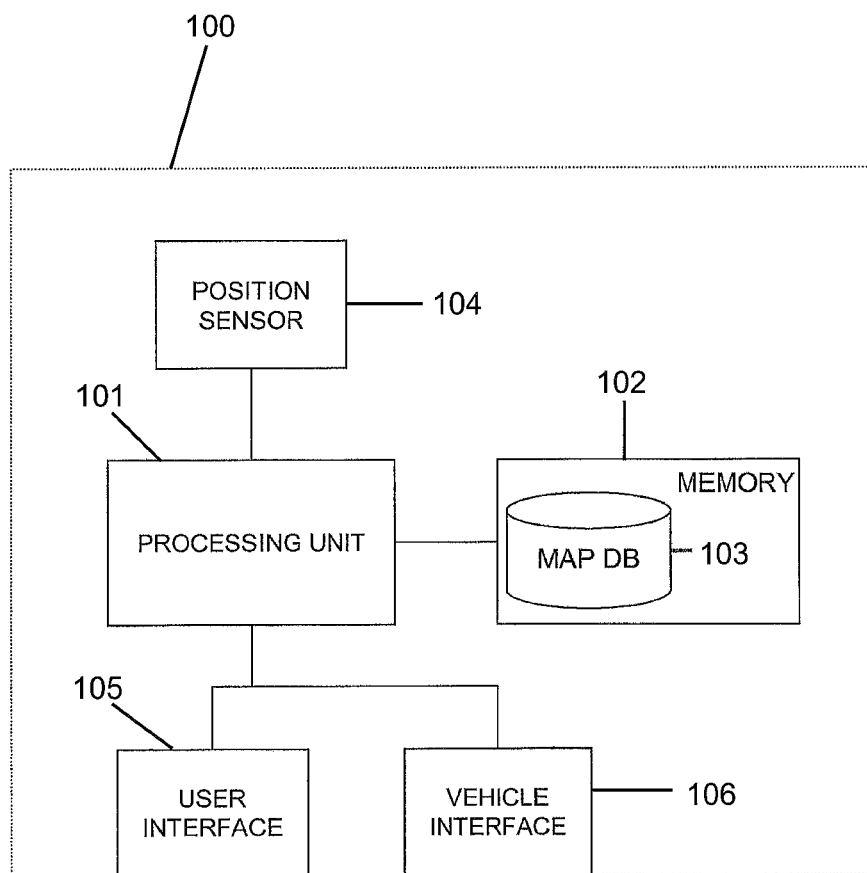 100
POSITION
SENSOR
104
101
102
PROCESSING UNIT
MEMORY
MAP DB
103
105
USER
INTERFACE
VEHICLE
INTERFACE
106